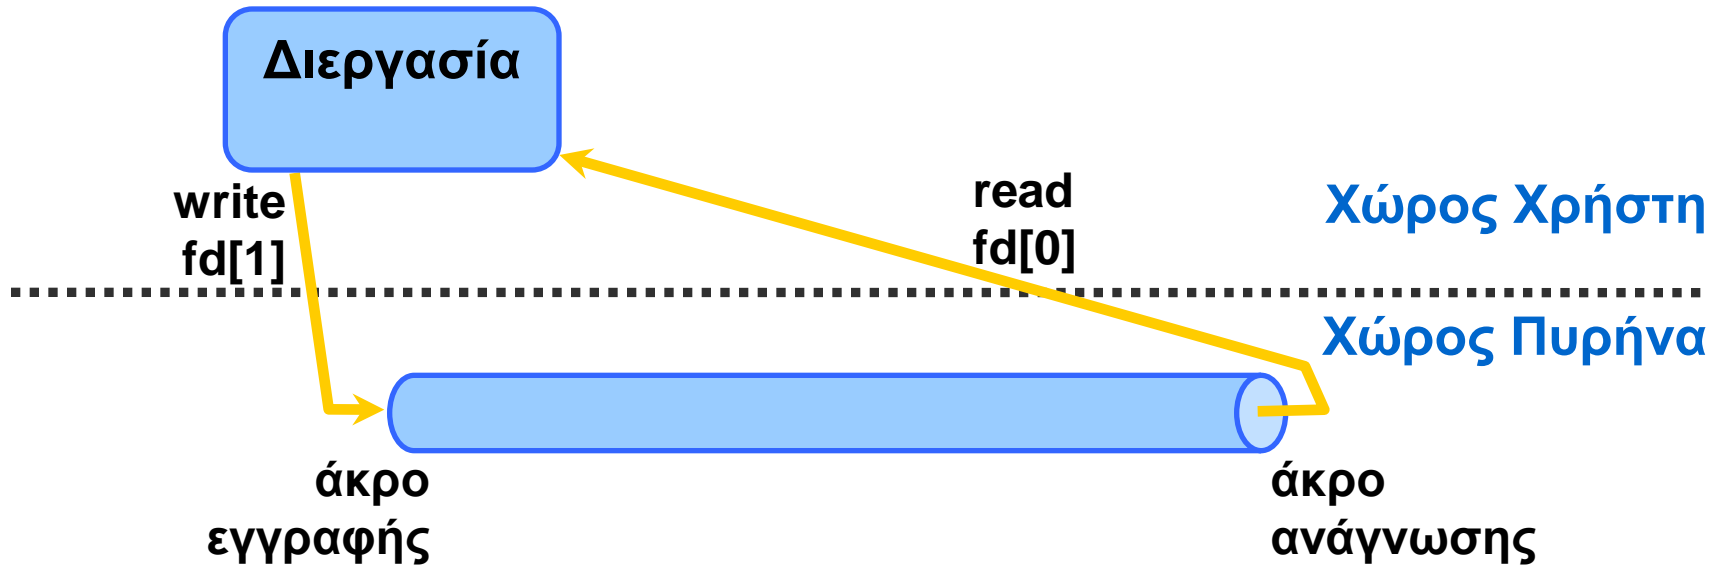 Διεργασία
write
fd[1]
read
fd[0]
Χώρος Χρήστη
Χώρος Πυρήνα
άκρο
εγγραφής
άκρο
ανάγνωσης